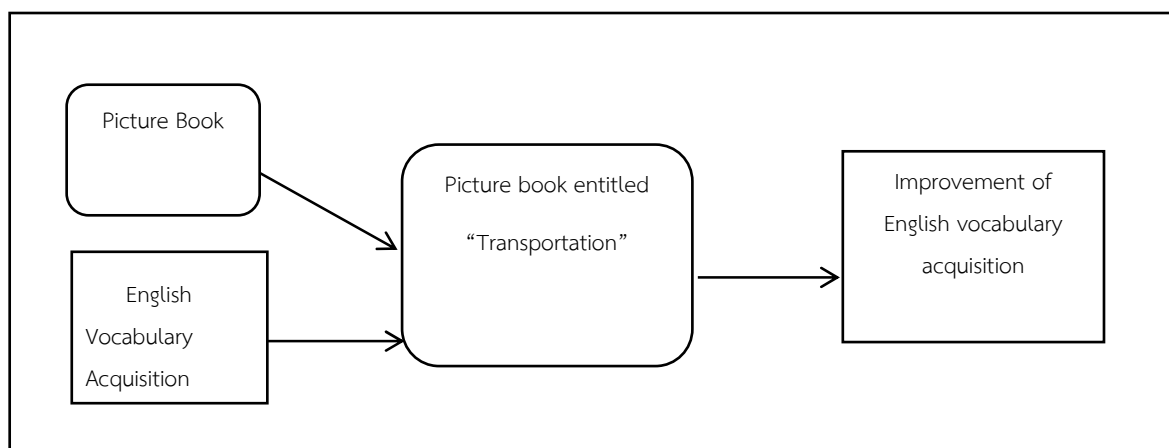 Picture Book
English
Vocabulary
Acquisition
Picture book entitled
“Transportation”
Improvement of
English vocabulary
acquisition